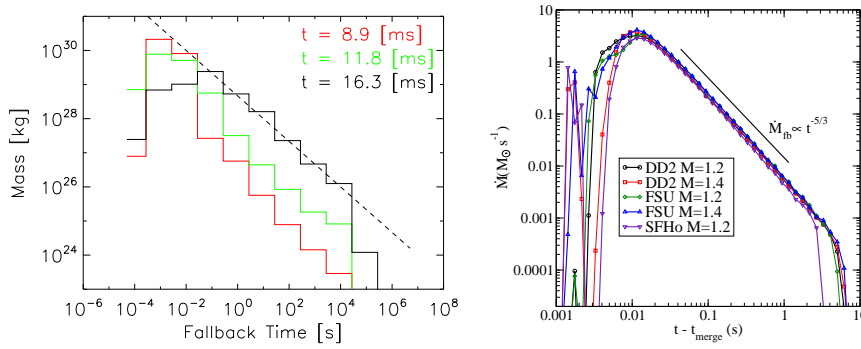 t = 8.9 [ms]
t = 11.8 [ms]
t = 16.3 [ms]
10^30
10^28
10^26
10^24
Mass [kg]
10^-6 10^-4 10^-2 10^0 10^2 10^4 10^6 10^8
Fallback Time [s]
10
1
0.1
0.01
0.001
0.0001
Ṁ(M⊙ s^-1)
Ṁfb ∝ t^-5/3
DD2 M=1.2
DD2 M=1.4
FSU M=1.2
FSU M=1.4
SFHo M=1.2
0.001 0.01 0.1 1 10
t - tmerge (s)